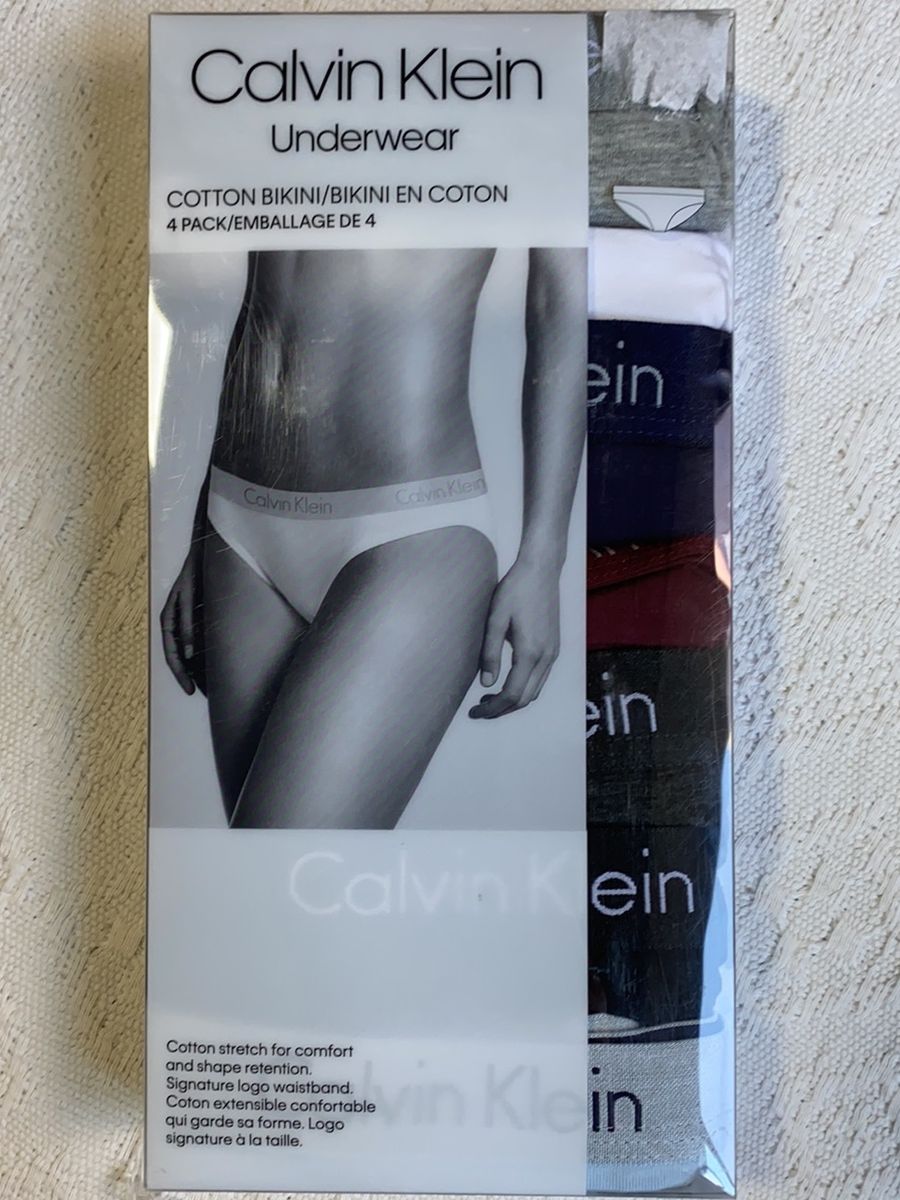 Calvin Klein
Underwear
COTTON BIKINI/BIKINI EN COTON
4 PACK/EMBALLAGE DE 4
ein
Calvin Klein Calvin Klein
ein
Calvin Klein
Cotton stretch for comfort
and shape retention.
Signature logo waistband.
Coton extensible confortable
qui garde sa forme. Logo
signature à la taille.
lvin Klein